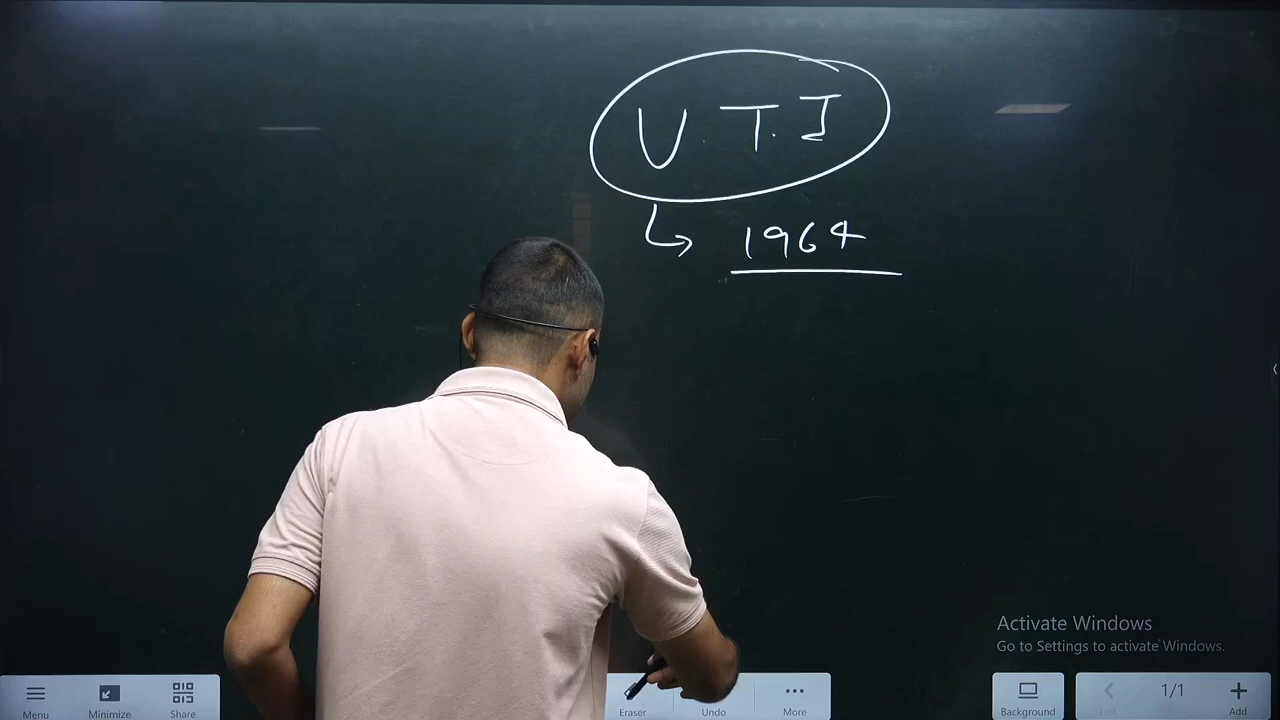 U.T.I
1964
Activate Windows
Go to Settings to activate Windows.
Menu
Minimize
Share
Eraser
Undo
More
Background
Last
1/1
Add